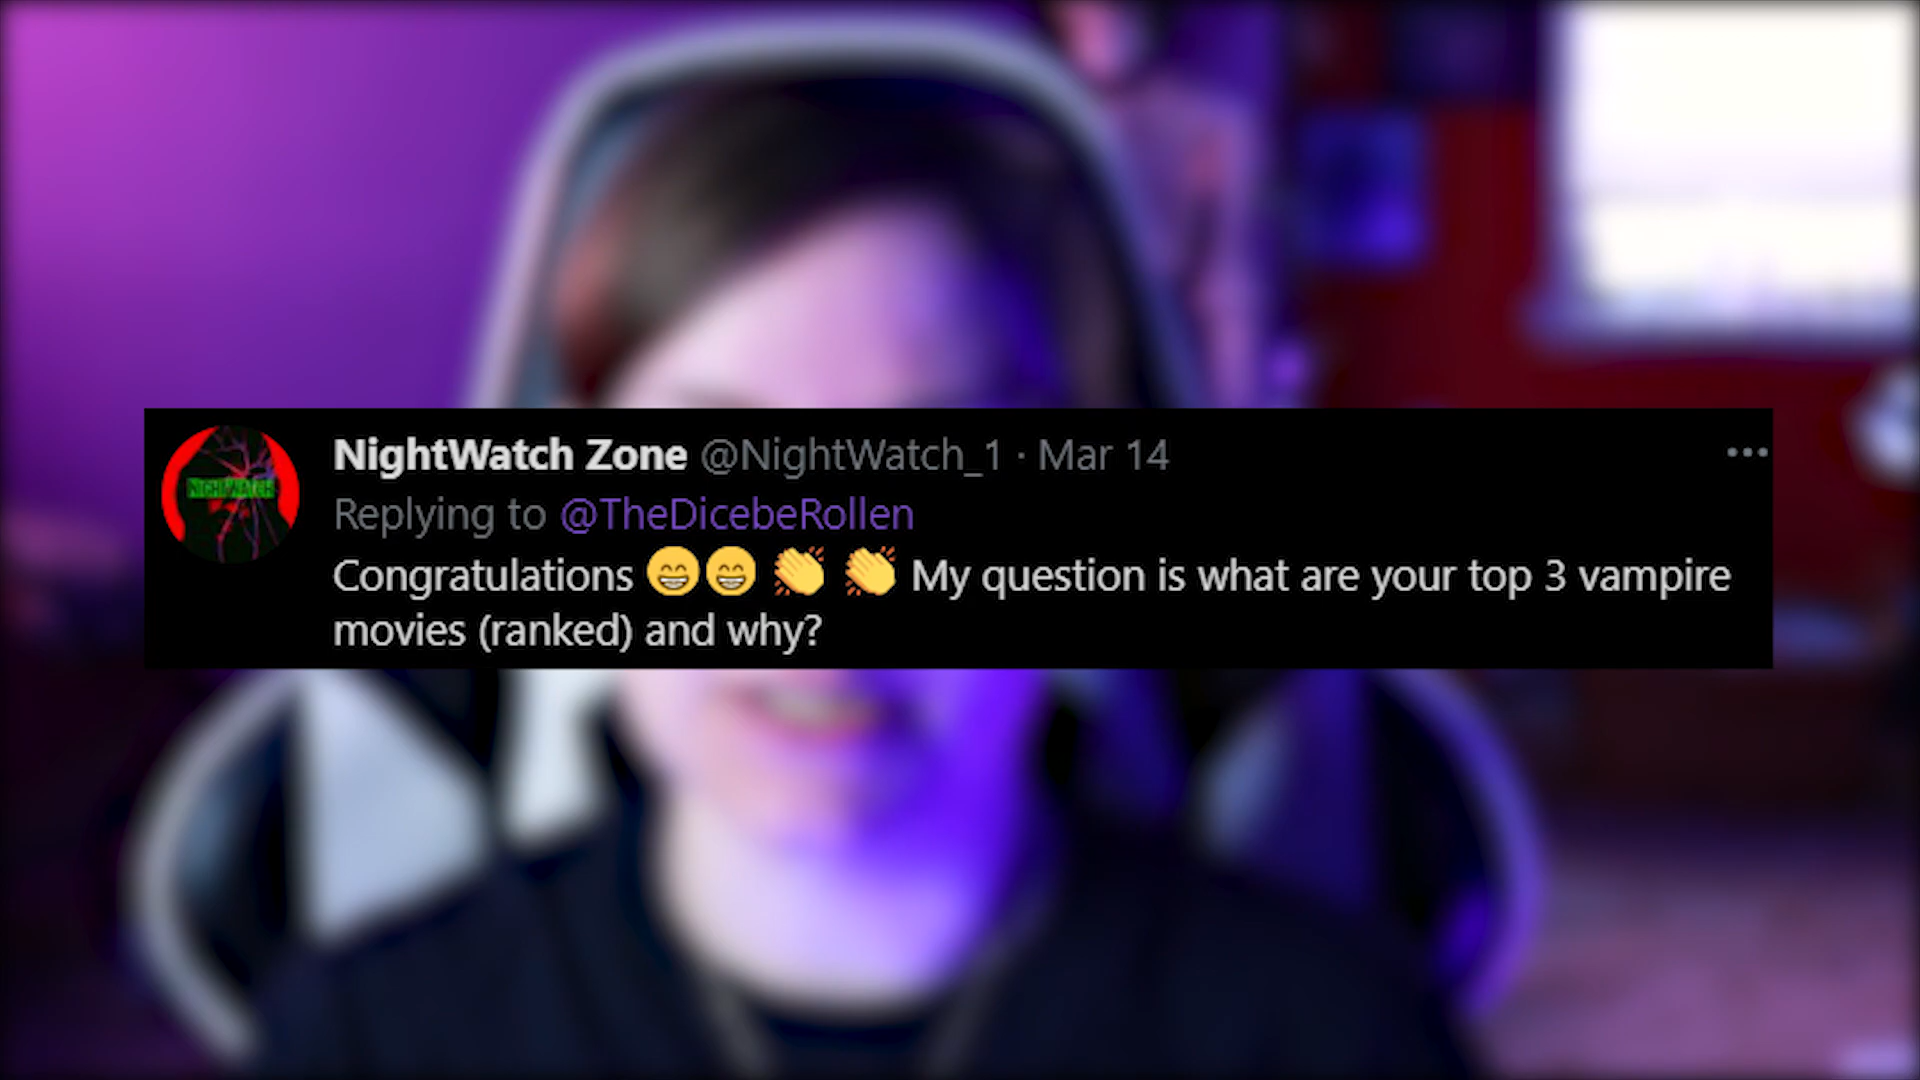 NIGHTWATCH
NightWatch Zone @NightWatch_1 · Mar 14
Replying to @TheDicebeRollen
Congratulations 😁😁 👏 👏 My question is what are your top 3 vampire
movies (ranked) and why?